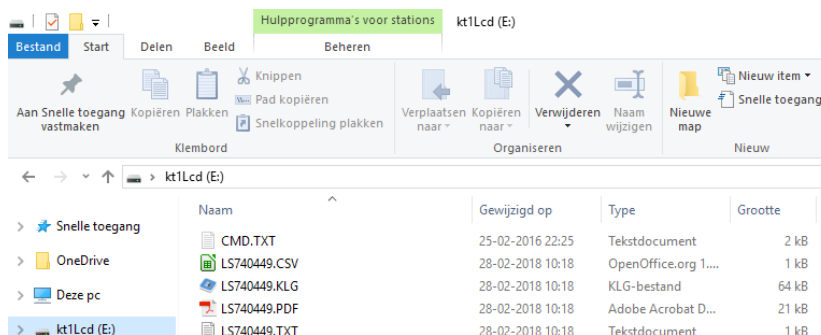 Hulpprogramma's voor stations kt1Lcd (E:)
Bestand Start Delen Beeld Beheren
Aan Snelle toegang vastmaken
Kopiëren Plakken
Knippen
Pad kopiëren
Snelkoppeling plakken
Klembord
Verplaatsen naar
Kopiëren naar
Verwijderen
Naam wijzigen
Organiseren
Nieuwe map
Nieuw item
Snelle toegang
Nieuw
kt1Lcd (E:)
Snelle toegang
OneDrive
Deze pc
kt1Lcd (E:)
Naam Gewijzigd op Type Grootte
CMD.TXT 25-02-2016 22:25 Tekstdocument 2 kB
LS740449.CSV 28-02-2018 10:18 OpenOffice.org 1.... 1 kB
LS740449.KLG 28-02-2018 10:18 KLG-bestand 64 kB
LS740449.PDF 28-02-2018 10:18 Adobe Acrobat D... 21 kB
LS740449.TXT 28-02-2018 10:18 Tekstdocument 1 kB